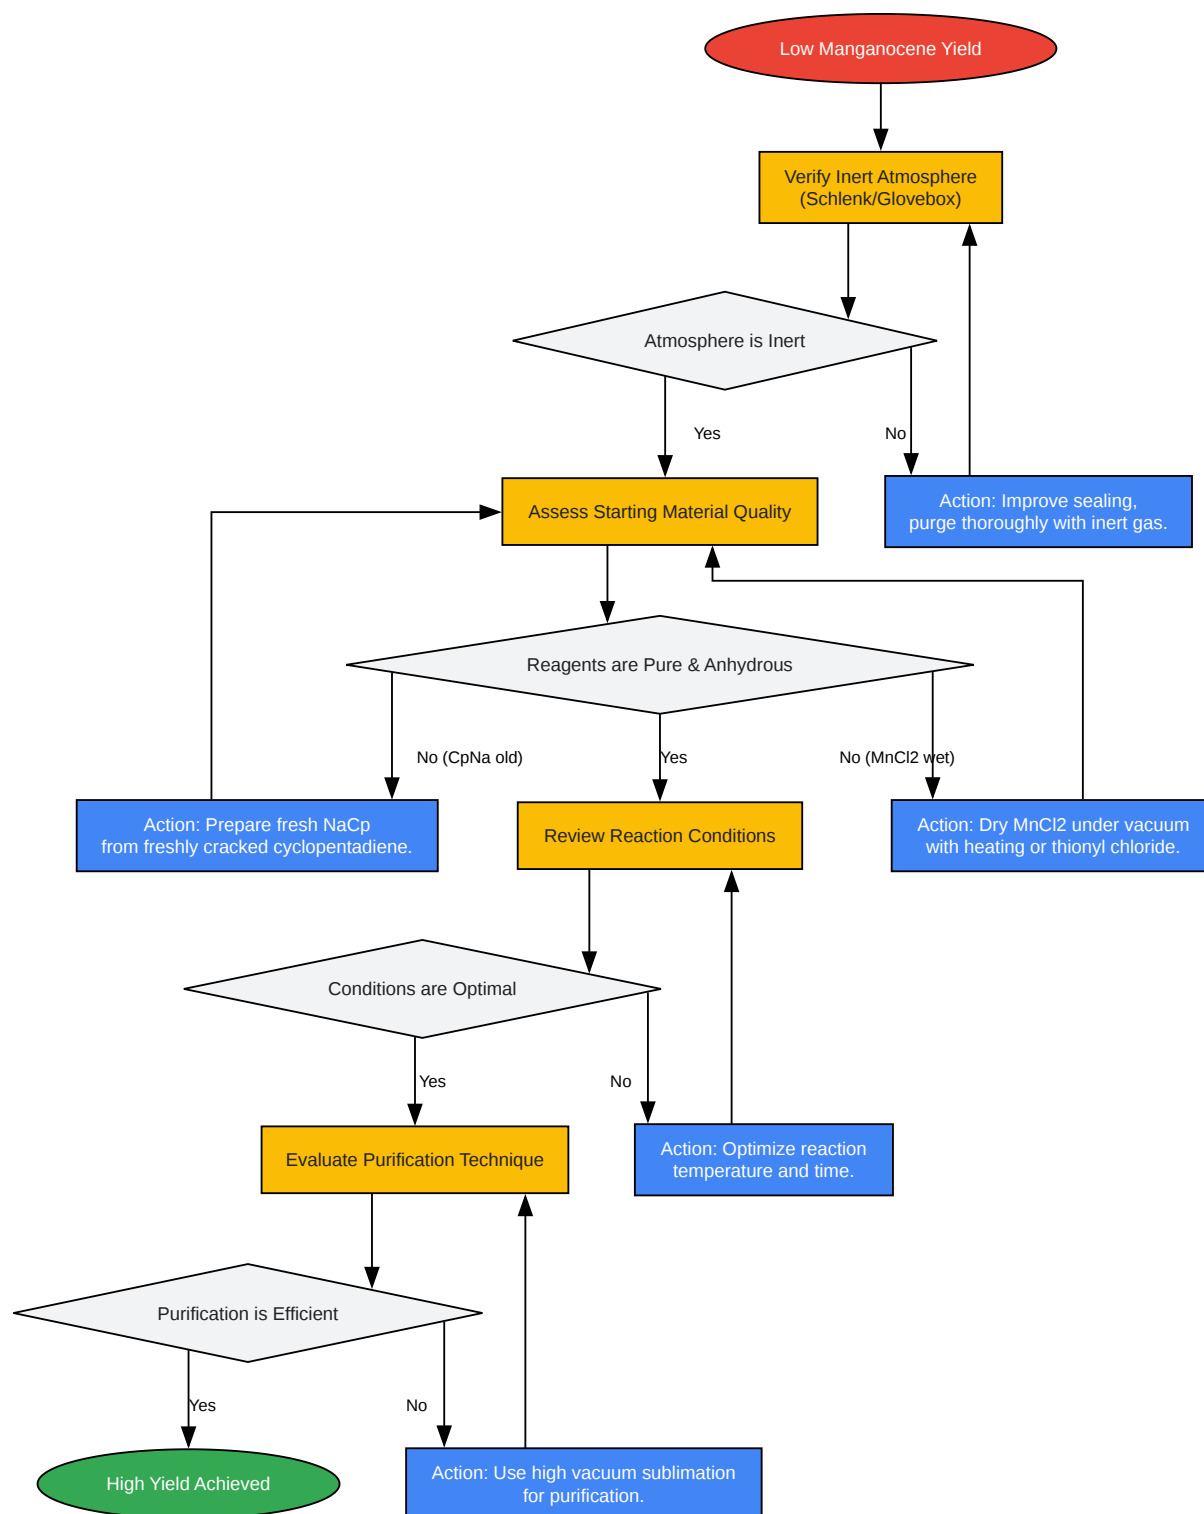 Low Manganocene Yield
Verify Inert Atmosphere
(Schlenk/Glovebox)
Atmosphere is Inert
Yes
No
Action: Improve sealing,
purge thoroughly with inert gas.
Assess Starting Material Quality
Reagents are Pure & Anhydrous
No (CpNa old)
Yes
No (MnCl2 wet)
Action: Prepare fresh NaCp
from freshly cracked cyclopentadiene.
Review Reaction Conditions
Action: Dry MnCl2 under vacuum
with heating or thionyl chloride.
Conditions are Optimal
Yes
No
Evaluate Purification Technique
Action: Optimize reaction
temperature and time.
Purification is Efficient
Yes
No
High Yield Achieved
Action: Use high vacuum sublimation
for purification.